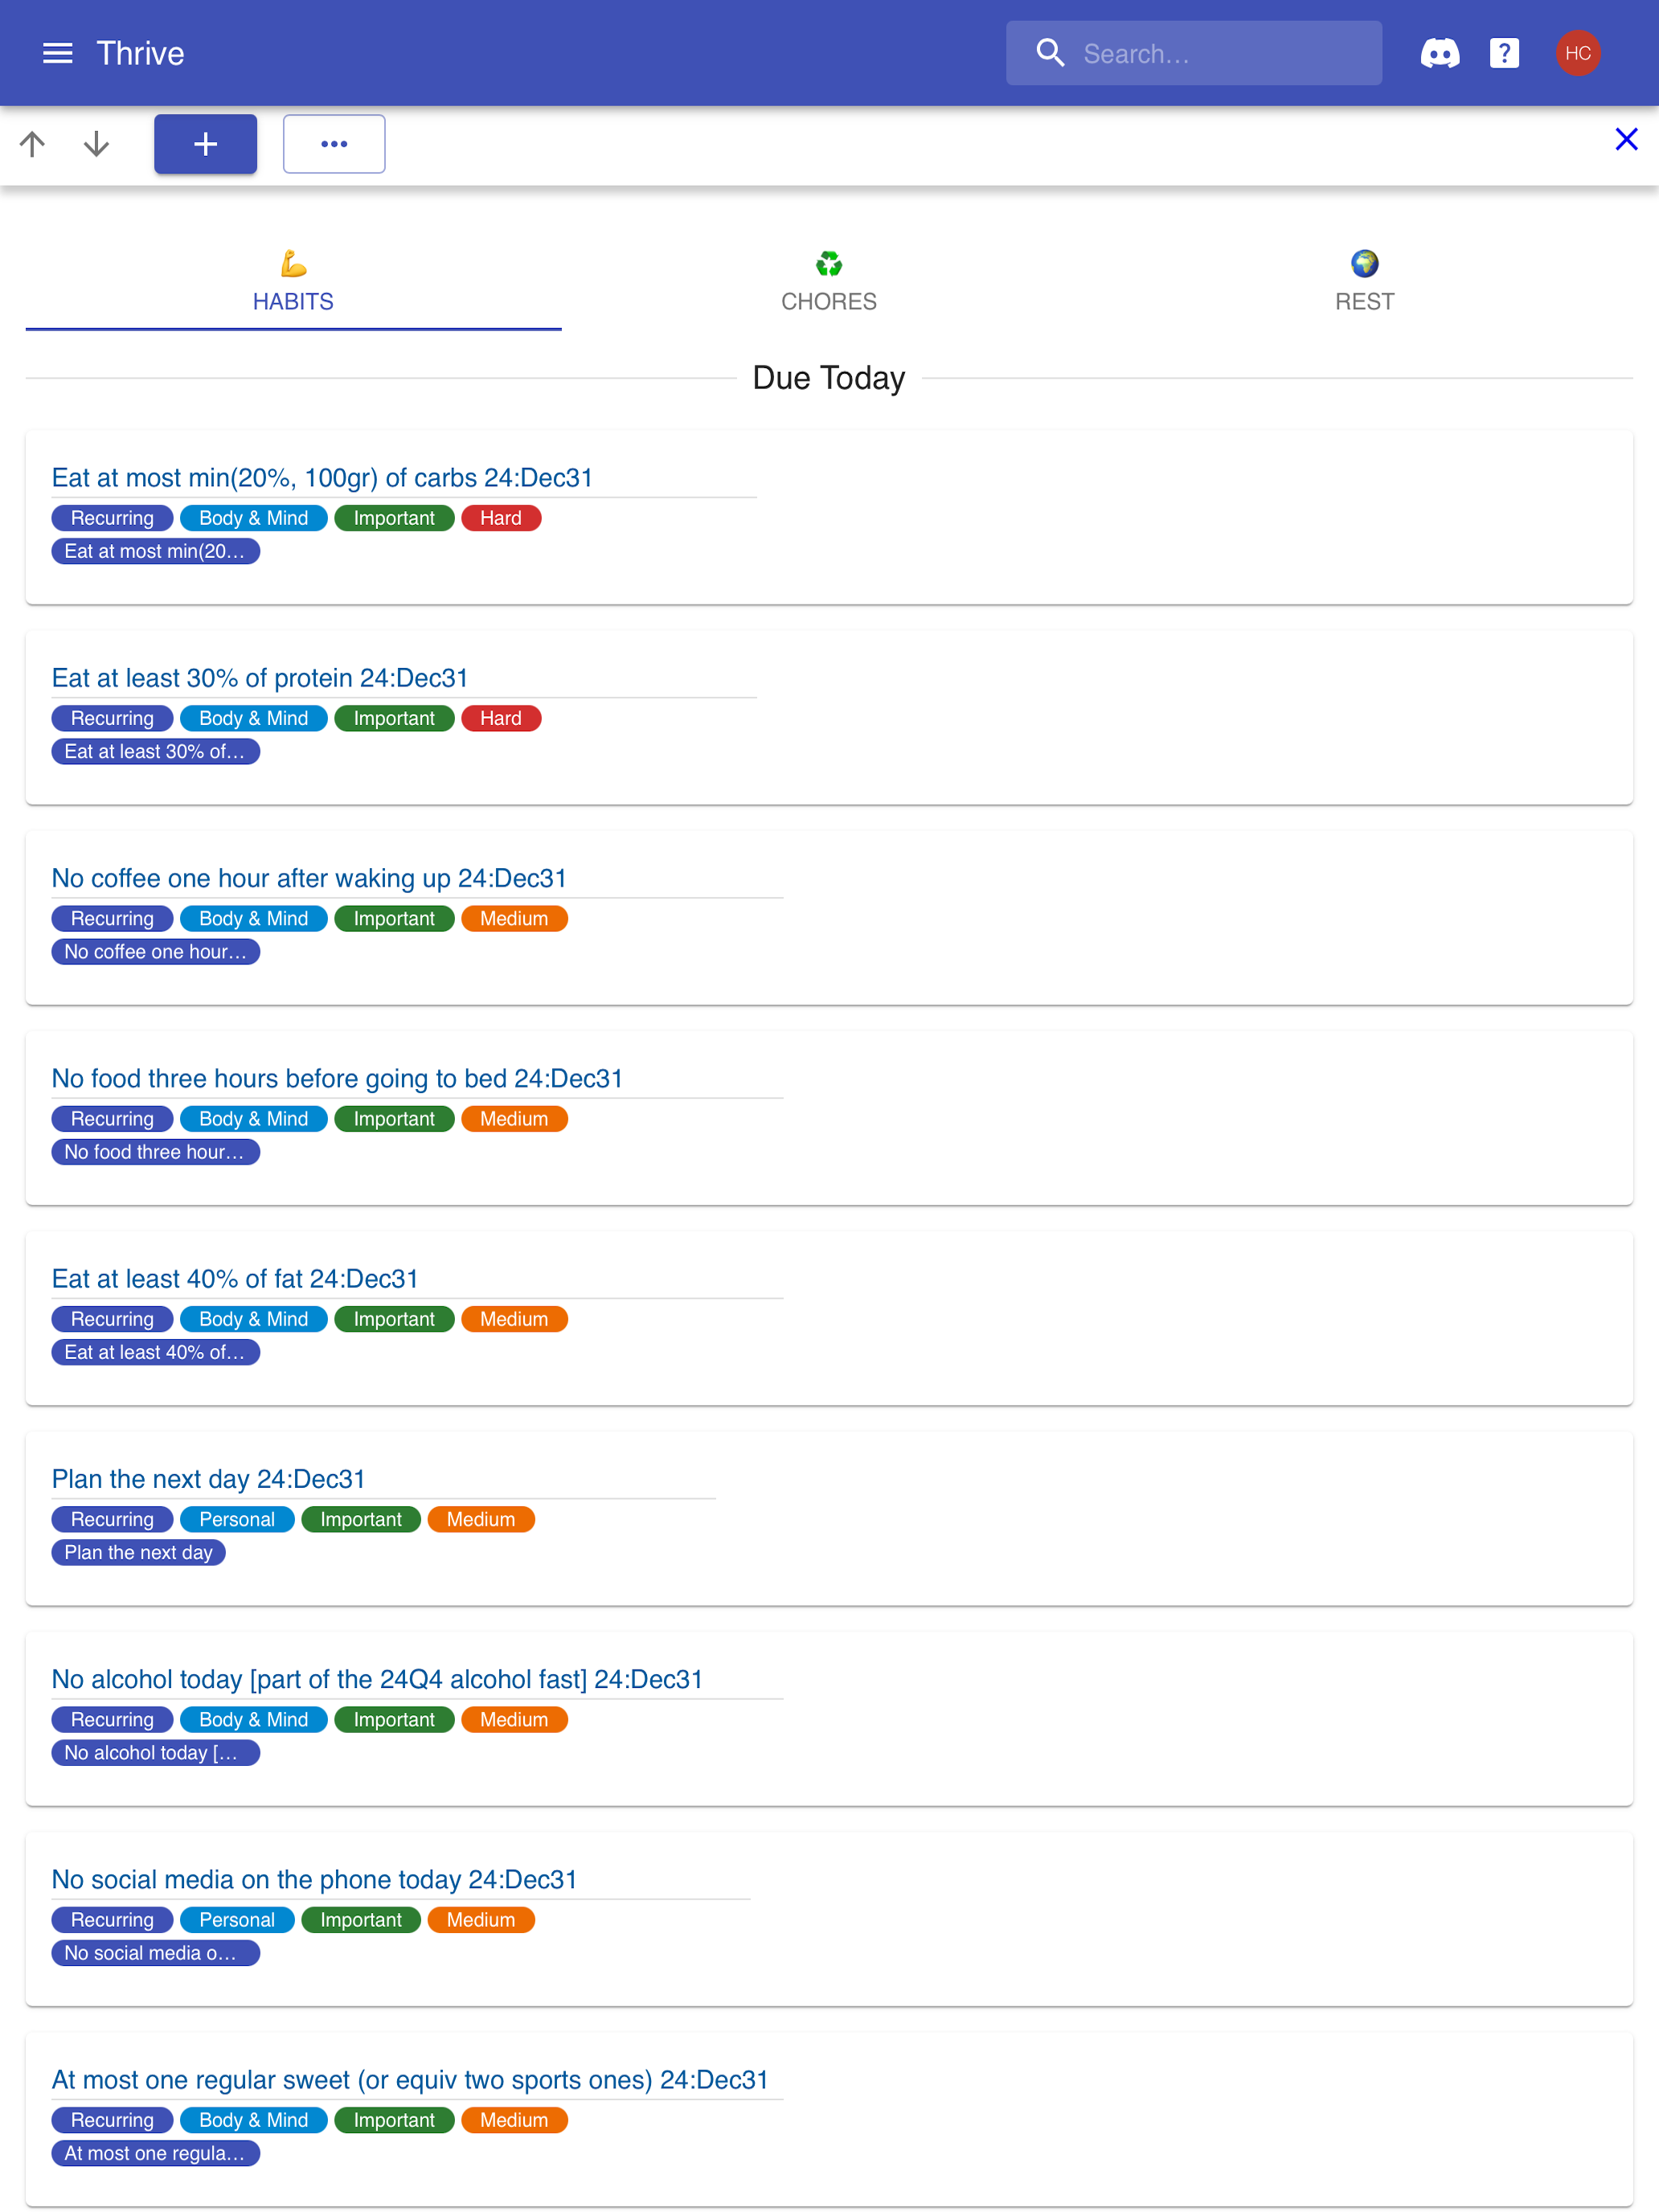 Thrive
Search...
?
HC
HABITS
CHORES
REST
Due Today
Eat at most min(20%, 100gr) of carbs 24:Dec31
Recurring Body & Mind Important Hard
Eat at most min(20...
Eat at least 30% of protein 24:Dec31
Recurring Body & Mind Important Hard
Eat at least 30% of...
No coffee one hour after waking up 24:Dec31
Recurring Body & Mind Important Medium
No coffee one hour...
No food three hours before going to bed 24:Dec31
Recurring Body & Mind Important Medium
No food three hour...
Eat at least 40% of fat 24:Dec31
Recurring Body & Mind Important Medium
Eat at least 40% of...
Plan the next day 24:Dec31
Recurring Personal Important Medium
Plan the next day
No alcohol today [part of the 24Q4 alcohol fast] 24:Dec31
Recurring Body & Mind Important Medium
No alcohol today [...
No social media on the phone today 24:Dec31
Recurring Personal Important Medium
No social media o...
At most one regular sweet (or equiv two sports ones) 24:Dec31
Recurring Body & Mind Important Medium
At most one regula...